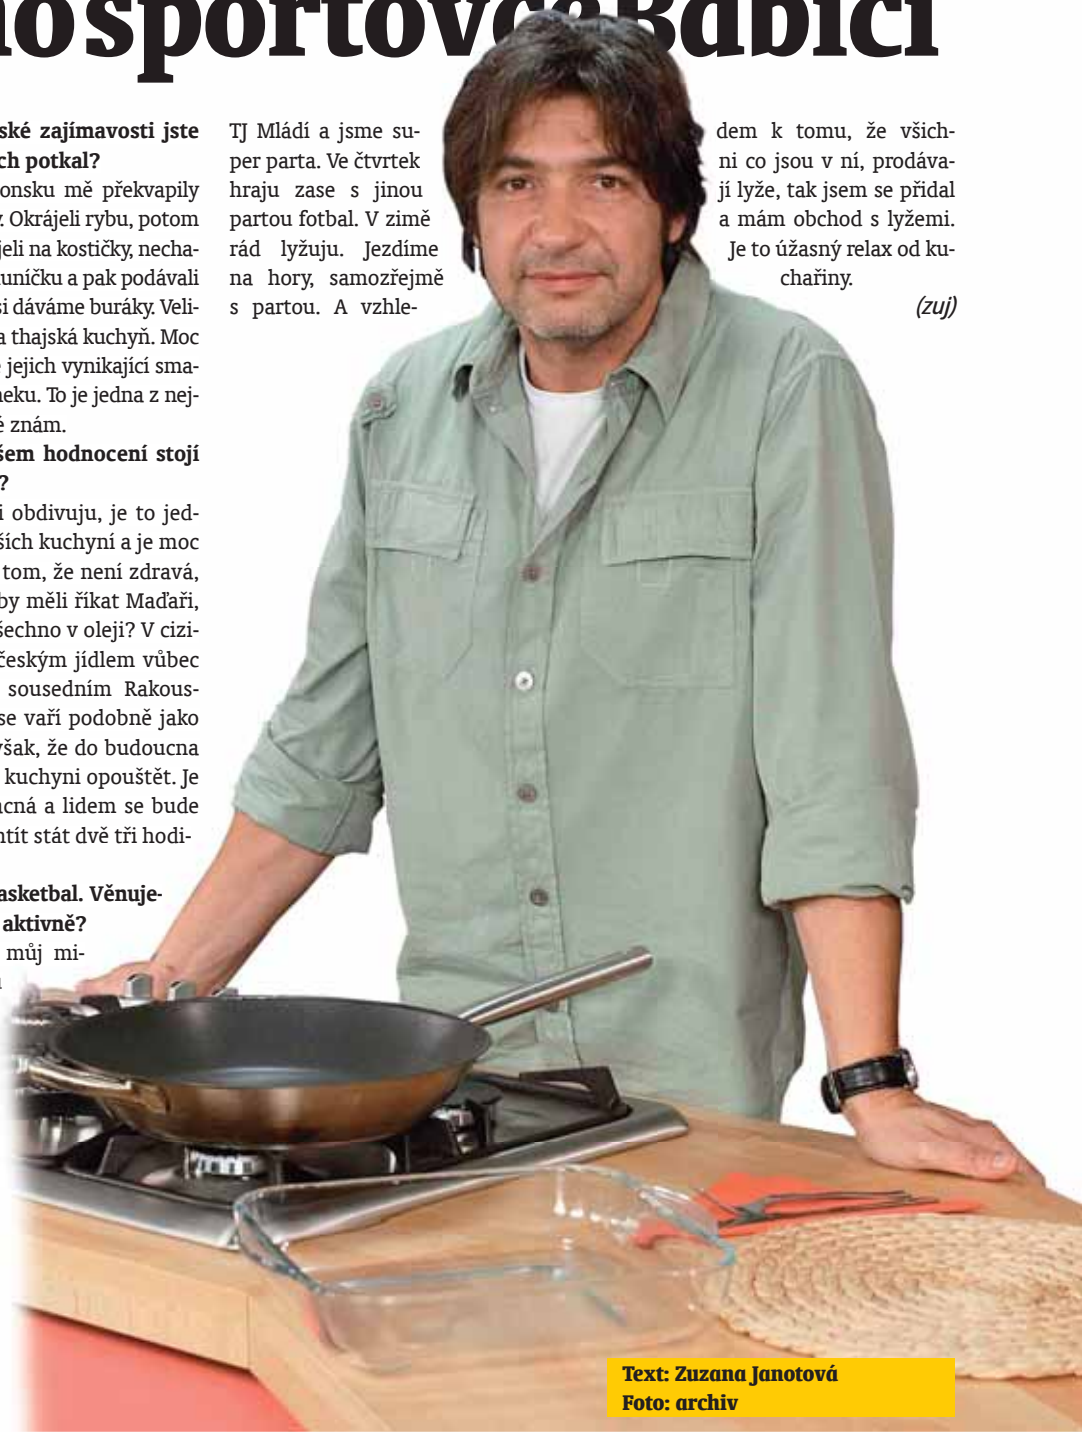 sportovce Babici
ské zajímavosti jste
ch potkal?
onsku mě překvapily
. Okrájeli rybu, potom
jeli na kostičky, necha-
uníčku a pak podávali
si dáváme buráky. Veli-
a thajská kuchyň. Moc
jejich vynikající sma-
neku. To je jedna z nej-
é znám.
šem hodnocení stojí
?
i obdivuju, je to jed-
ších kuchyní a je moc
tom, že není zdravá,
by měli říkat Maďaři,
šechno v oleji? V cizi-
českým jídlem vůbec
sousedním Rakous-
se vaří podobně jako
však, že do budoucna
kuchyni opouštět. Je
acná a lidem se bude
ntít stát dvě tři hodi-
asketbal. Věnuje-
aktivně?
můj mi-
TJ Mládí a jsme su-
per parta. Ve čtvrtek
hraju zase s jinou
partou fotbal. V zimě
rád lyžuju. Jezdíme
na hory, samozřejmě
s partou. A vzhle-
dem k tomu, že všich-
ni co jsou v ní, prodáva-
jí lyže, tak jsem se přidal
a mám obchod s lyžemi.
Je to úžasný relax od ku-
chařiny.
(zuj)
Text: Zuzana Janotová
Foto: archiv